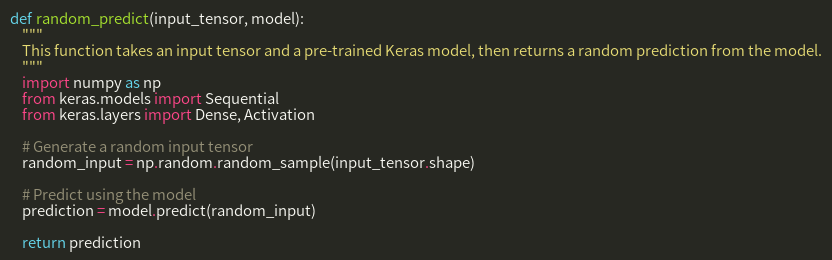 def random_predict(input_tensor, model):
    """
    This function takes an input tensor and a pre-trained Keras model, then returns a random prediction from the model.
    """
    import numpy as np
    from keras.models import Sequential
    from keras.layers import Dense, Activation

    # Generate a random input tensor
    random_input = np.random.random_sample(input_tensor.shape)

    # Predict using the model
    prediction = model.predict(random_input)

    return prediction